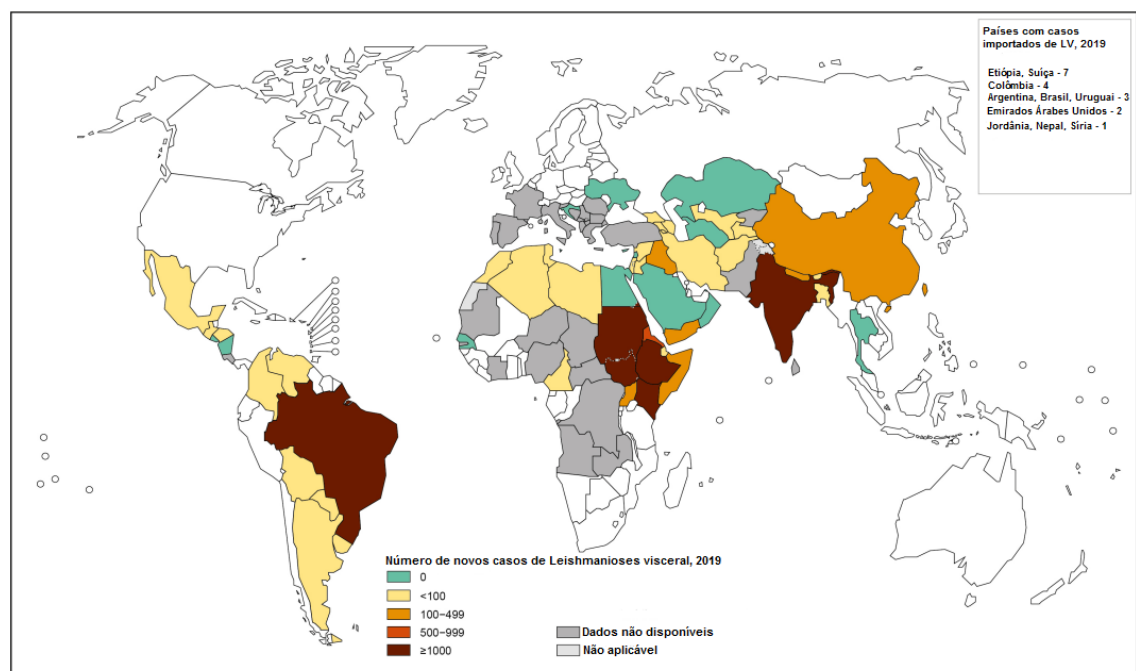 Países com casos
importados de LV, 2019
Etiópia, Suíça - 7
Colômbia - 4
Argentina, Brasil, Uruguai - 3
Emirados Árabes Unidos - 2
Jordânia, Nepal, Síria - 1
Número de novos casos de Leishmanioses visceral, 2019
0
<100
100–499
500–999
≥1000
Dados não disponíveis
Não aplicável